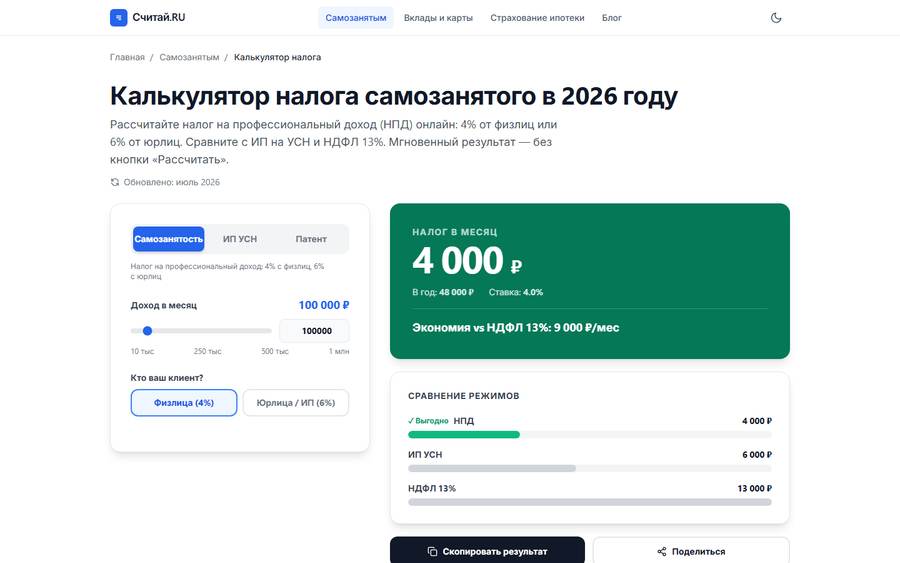 Считай.RU
Самозанятым
Вклады и карты
Страхование ипотеки
Блог
Главная / Самозанятым / Калькулятор налога
Калькулятор налога самозанятого в 2026 году
Рассчитайте налог на профессиональный доход (НПД) онлайн: 4% от физлиц или
6% от юрлиц. Сравните с ИП на УСН и НДФЛ 13%. Мгновенный результат — без
кнопки «Рассчитать».
Обновлено: июль 2026
Самозанятость
ИП УСН
Патент
Налог на профессиональный доход: 4% с физлиц, 6%
с юрлиц
Доход в месяц
100 000 ₽
100000
10 тыс
250 тыс
500 тыс
1 млн
Кто ваш клиент?
Физлица (4%)
Юрлица / ИП (6%)
НАЛОГ В МЕСЯЦ
4 000 ₽
В год: 48 000 ₽ Ставка: 4.0%
Экономия vs НДФЛ 13%: 9 000 ₽/мес
СРАВНЕНИЕ РЕЖИМОВ
✓ Выгодно НПД 4 000 ₽
ИП УСН 6 000 ₽
НДФЛ 13% 13 000 ₽
Скопировать результат
Поделиться